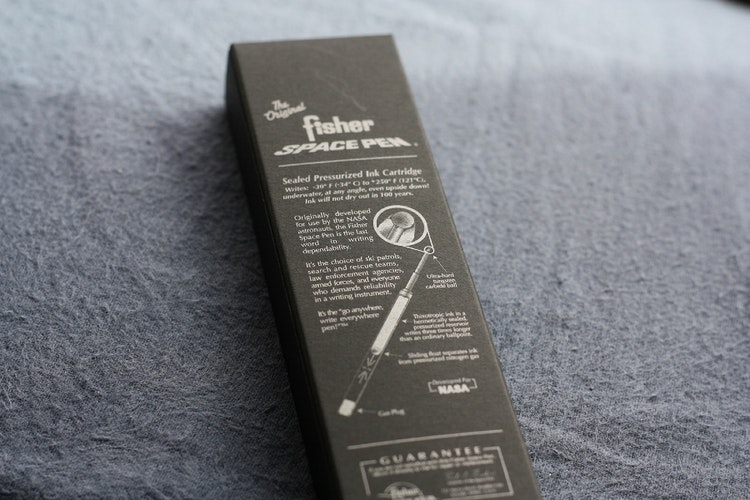 The
Original
fisher
SPACE PEN®
Sealed Pressurized Ink Cartridge
Writes: -30° F (-34° C) to +250° F (121°C),
underwater, at any angle, even upside down!
Ink will not dry out in 100 years.
Originally developed
for use by the NASA
astronauts, the Fisher
Space Pen is the last
word in writing
dependability.
It's the choice of ski patrols,
search and rescue teams,
law enforcement agencies,
armed forces, and everyone
who demands reliability
in a writing instrument.
It's the "go anywhere,
write everywhere
pen!"
Ultra-hard
tungsten
carbide ball
Thixotropic ink in a
hermetically sealed,
pressurized reservoir
writes three times longer
than an ordinary ballpoint.
Sliding float separates ink
from pressurized nitrogen gas
Developed For
NASA
Gas Plug
GUARANTEE
fisher